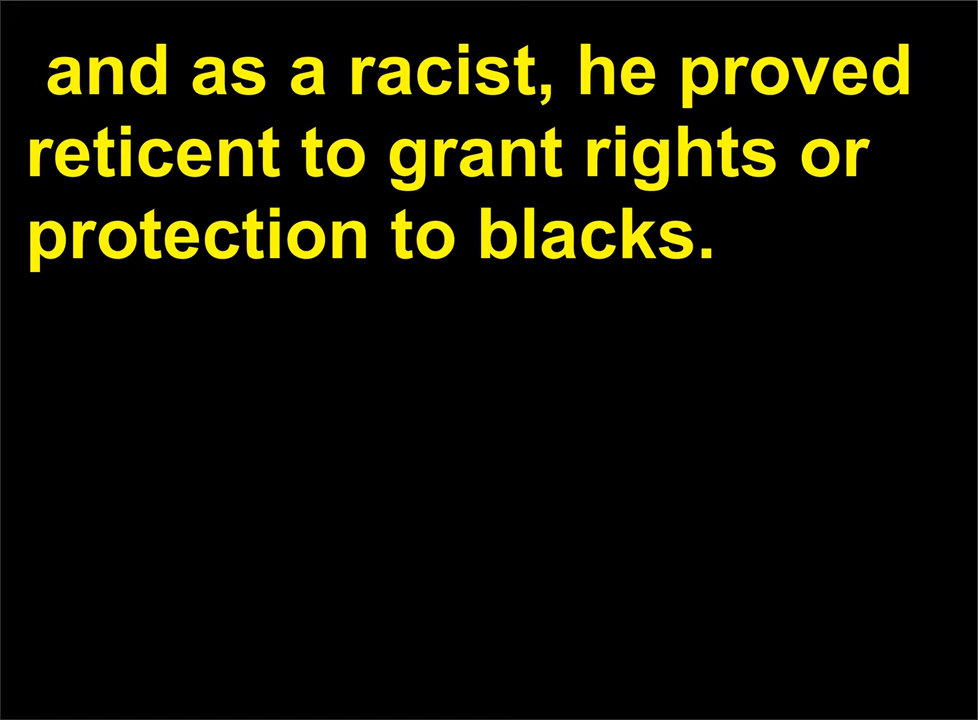 and as a racist, he proved
reticent to grant rights or
protection to blacks.